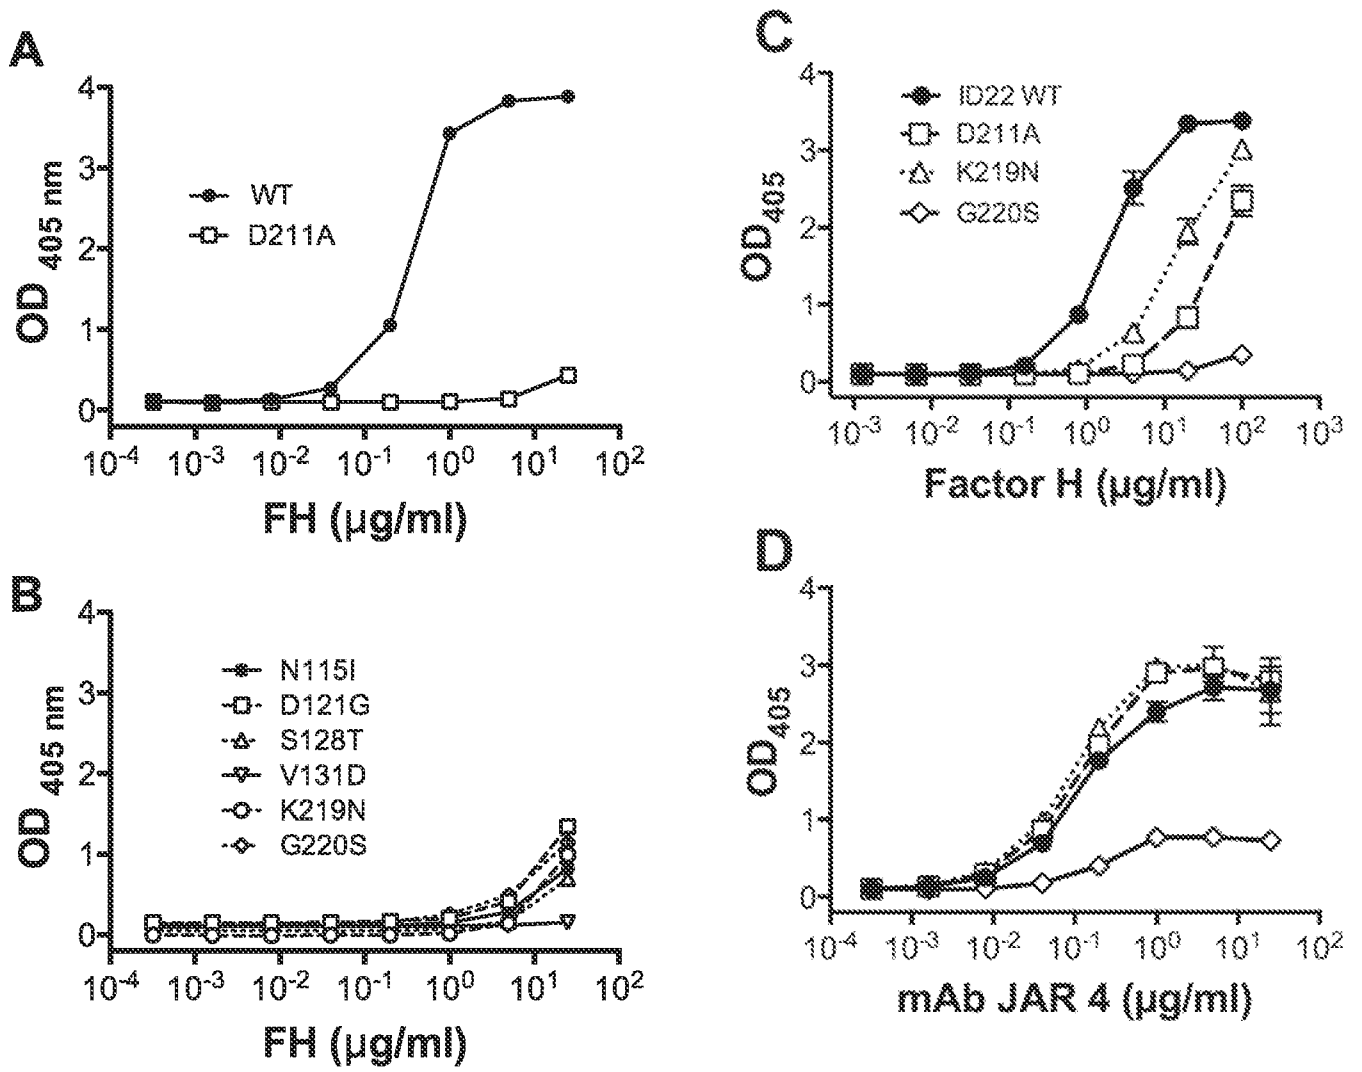 A
4
3
2
1
0
OD 405 nm
WT
D211A
10-4 10-3 10-2 10-1 100 101 102
FH (µg/ml)
B
4
3
2
1
0
OD 405 nm
N115I
D121G
S128T
V131D
K219N
G220S
10-4 10-3 10-2 10-1 100 101 102
FH (µg/ml)
C
4
3
2
1
0
OD405
ID22 WT
D211A
K219N
G220S
10-3 10-2 10-1 100 101 102 103
Factor H (µg/ml)
D
4
3
2
1
0
OD405
10-4 10-3 10-2 10-1 100 101 102
mAb JAR 4 (µg/ml)